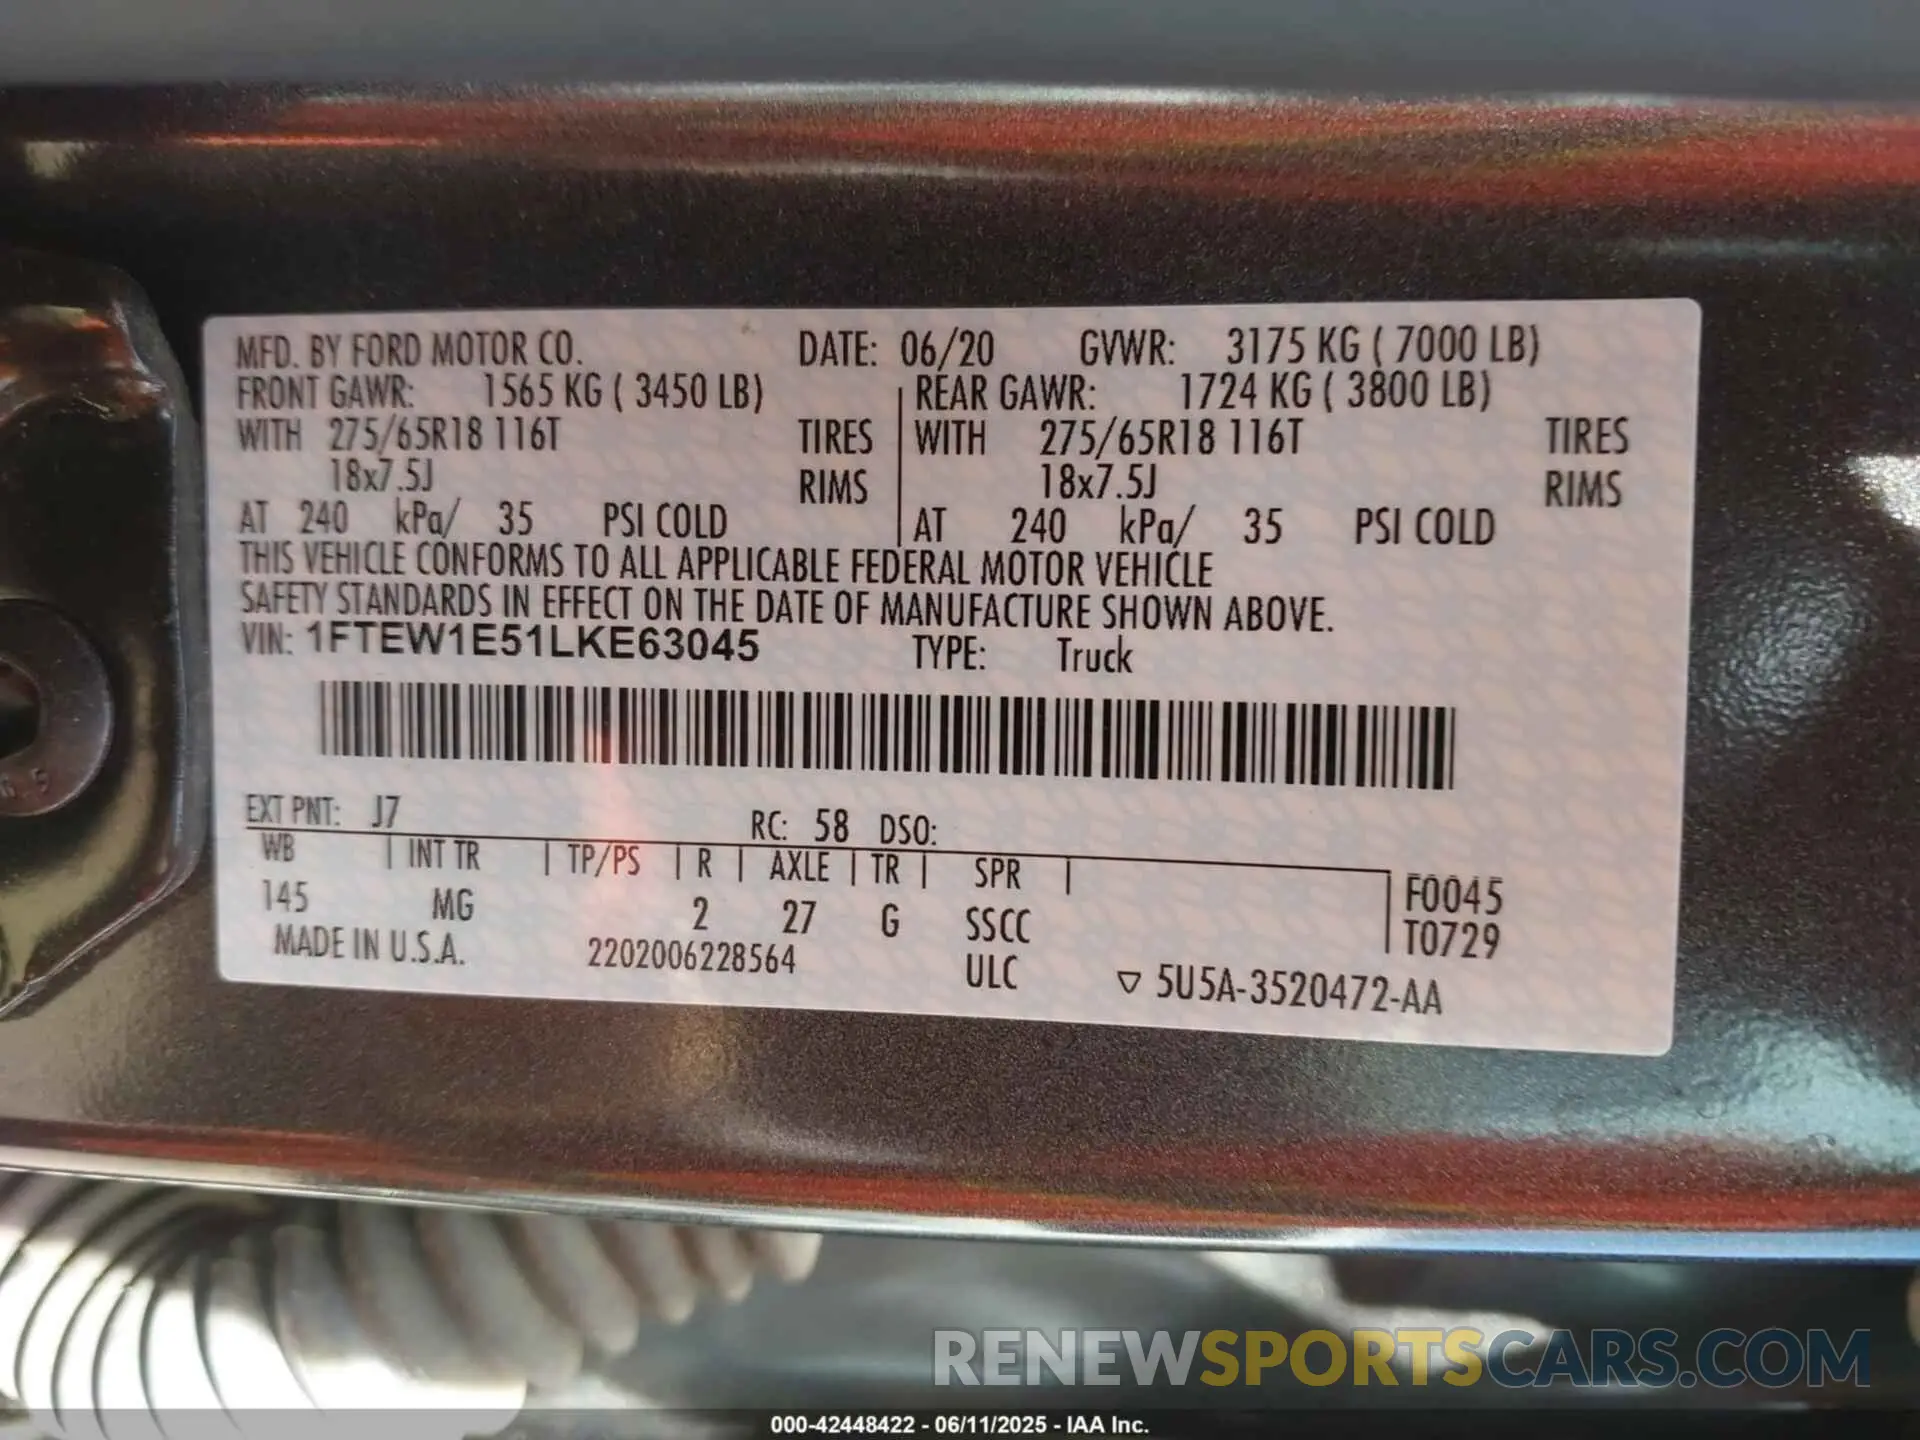 MFD. BY FORD MOTOR CO. DATE: 06/20 GVWR: 3175 KG ( 7000 LB)
FRONT GAWR: 1565 KG ( 3450 LB) REAR GAWR: 1724 KG ( 3800 LB)
WITH 275/65R18 116T TIRES WITH 275/65R18 116T TIRES
18x7.5J RIMS 18x7.5J RIMS
AT 240 kPa/ 35 PSI COLD AT 240 kPa/ 35 PSI COLD
THIS VEHICLE CONFORMS TO ALL APPLICABLE FEDERAL MOTOR VEHICLE
SAFETY STANDARDS IN EFFECT ON THE DATE OF MANUFACTURE SHOWN ABOVE.
VIN: 1FTEW1E51LKE63045 TYPE: Truck
EXT PNT: J7 RC: 58 DSO:
WB INT TR TP/PS R AXLE TR SPR
145 MG 2 27 G SSCC F0045
T0729
MADE IN U.S.A. 2202006228564 ULC ▽ 5U5A-3520472-AA
RENEWSPORTSCARS.COM
000-42448422 - 06/11/2025 - IAA Inc.